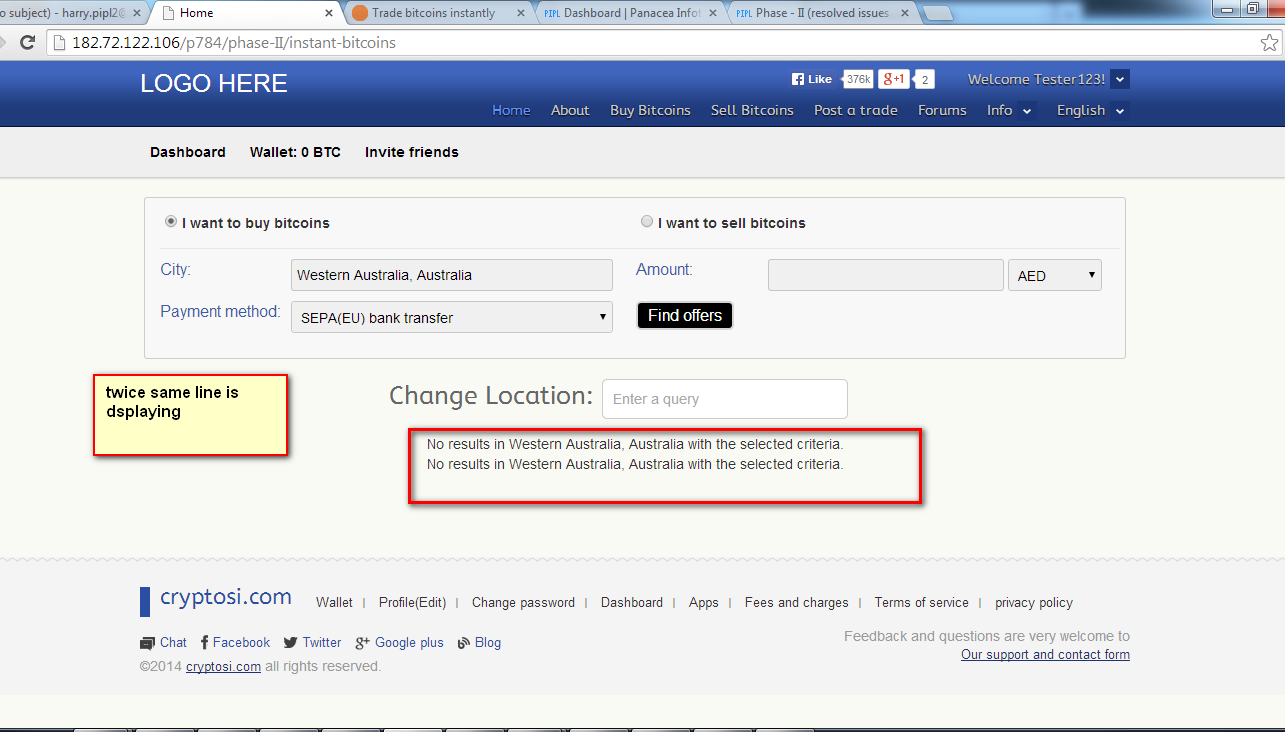 o subject) - harry.pipl2@
Home
Trade bitcoins instantly
PIPL Dashboard | Panacea Infot
PIPL Phase - II (resolved issues
182.72.122.106/p784/phase-II/instant-bitcoins
LOGO HERE
Like 376k g+1 2 Welcome Tester123!
Home About Buy Bitcoins Sell Bitcoins Post a trade Forums Info English
Dashboard Wallet: 0 BTC Invite friends
I want to buy bitcoins I want to sell bitcoins
City: Western Australia, Australia Amount: AED
Payment method: SEPA(EU) bank transfer Find offers
twice same line is
dsplaying
Change Location: Enter a query
No results in Western Australia, Australia with the selected criteria.
No results in Western Australia, Australia with the selected criteria.
cryptosi.com Wallet | Profile(Edit) | Change password | Dashboard | Apps | Fees and charges | Terms of service | privacy policy
Chat Facebook Twitter Google plus Blog
Feedback and questions are very welcome to
Our support and contact form
©2014 cryptosi.com all rights reserved.